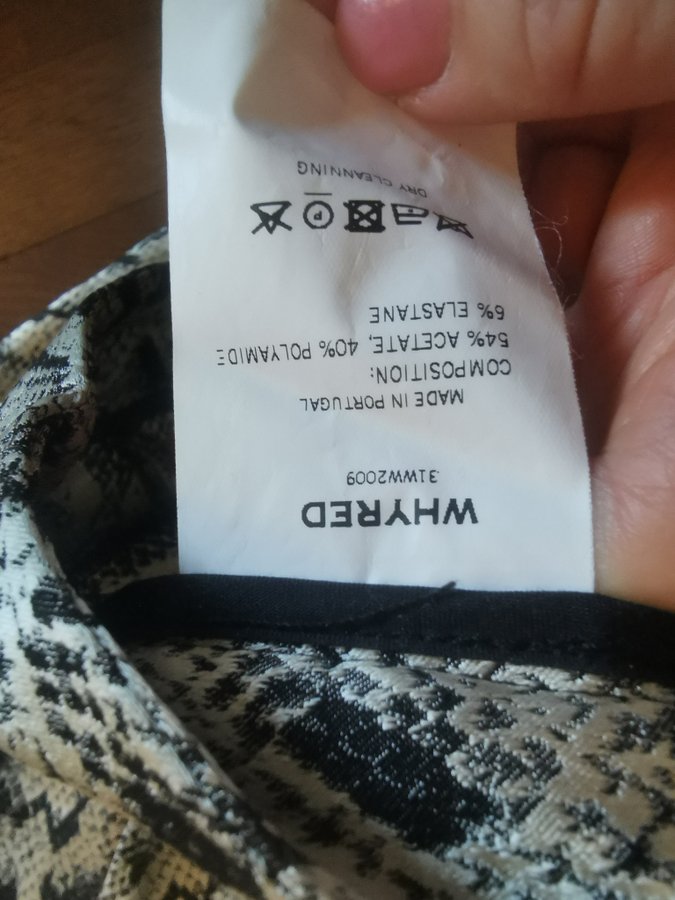 WHYRED
31WW2009
MADE IN PORTUGAL
COMPOSITION:
54% ACETATE, 40% POLYAMIDE
6% ELASTANE
P
DRY CLEANNING